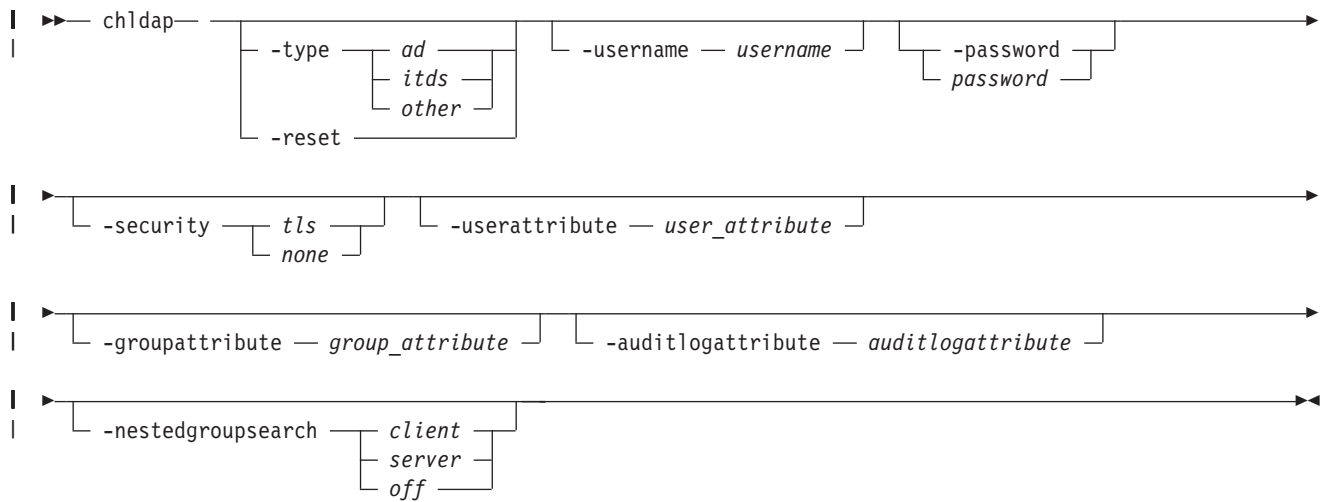 chldap
-type ad -username username -password
itds password
other
-reset
-security tls -userattribute user_attribute
none
-groupattribute group_attribute -auditlogattribute auditlogattribute
-nestedgroupsearch client
server
off